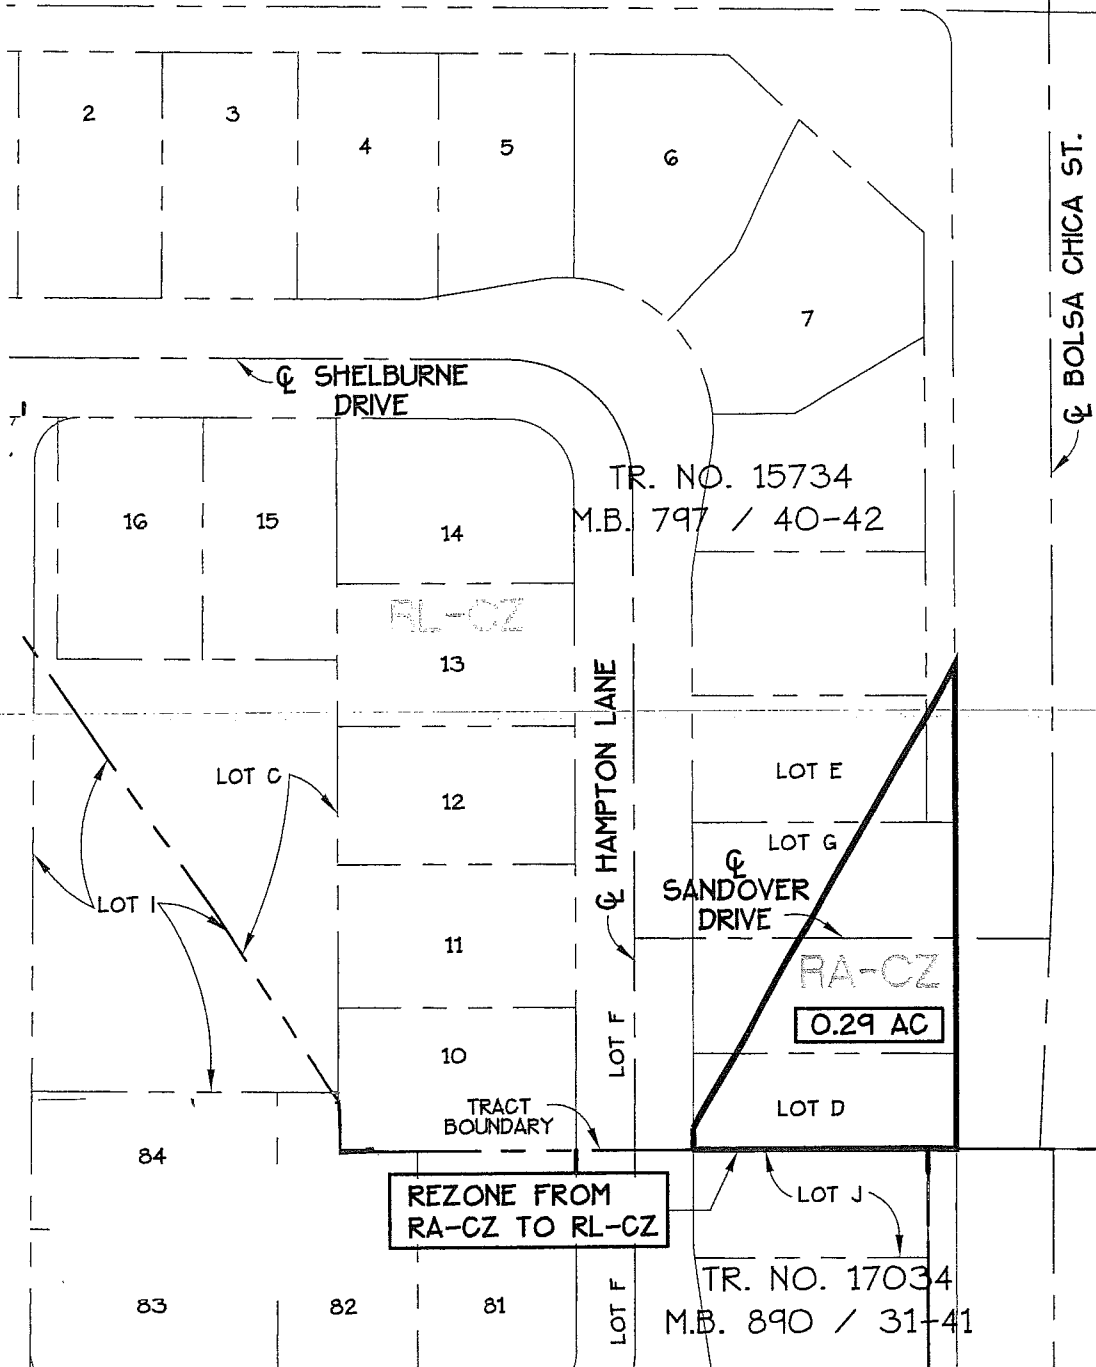 2
3
4
5
6
7
℄ BOLSA CHICA ST.
℄ SHELBURNE
DRIVE
16
15
14
TR. NO. 15734
M.B. 797 / 40-42
RL-CZ
13
℄ HAMPTON LANE
LOT C
12
LOT E
LOT G
℄
SANDOVER
DRIVE
LOT I
11
RA-CZ
0.29 AC
10
LOT F
TRACT
BOUNDARY
LOT D
84
REZONE FROM
RA-CZ TO RL-CZ
LOT J
83
82
81
LOT F
TR. NO. 17034
M.B. 890 / 31-41